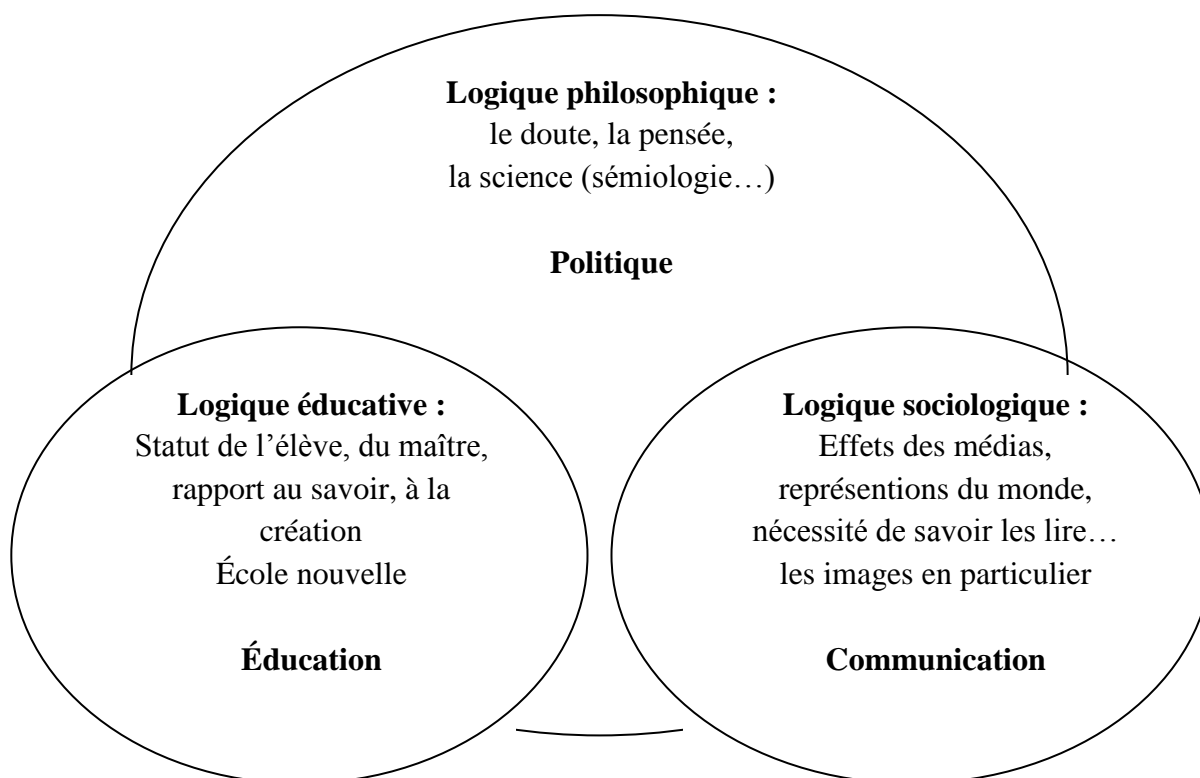 Logique philosophique :
le doute, la pensée,
la science (sémiologie…)
Politique
Logique éducative :
Statut de l’élève, du maître,
rapport au savoir, à la
création
École nouvelle
Éducation
Logique sociologique :
Effets des médias,
représentions du monde,
nécessité de savoir les lire…
les images en particulier
Communication